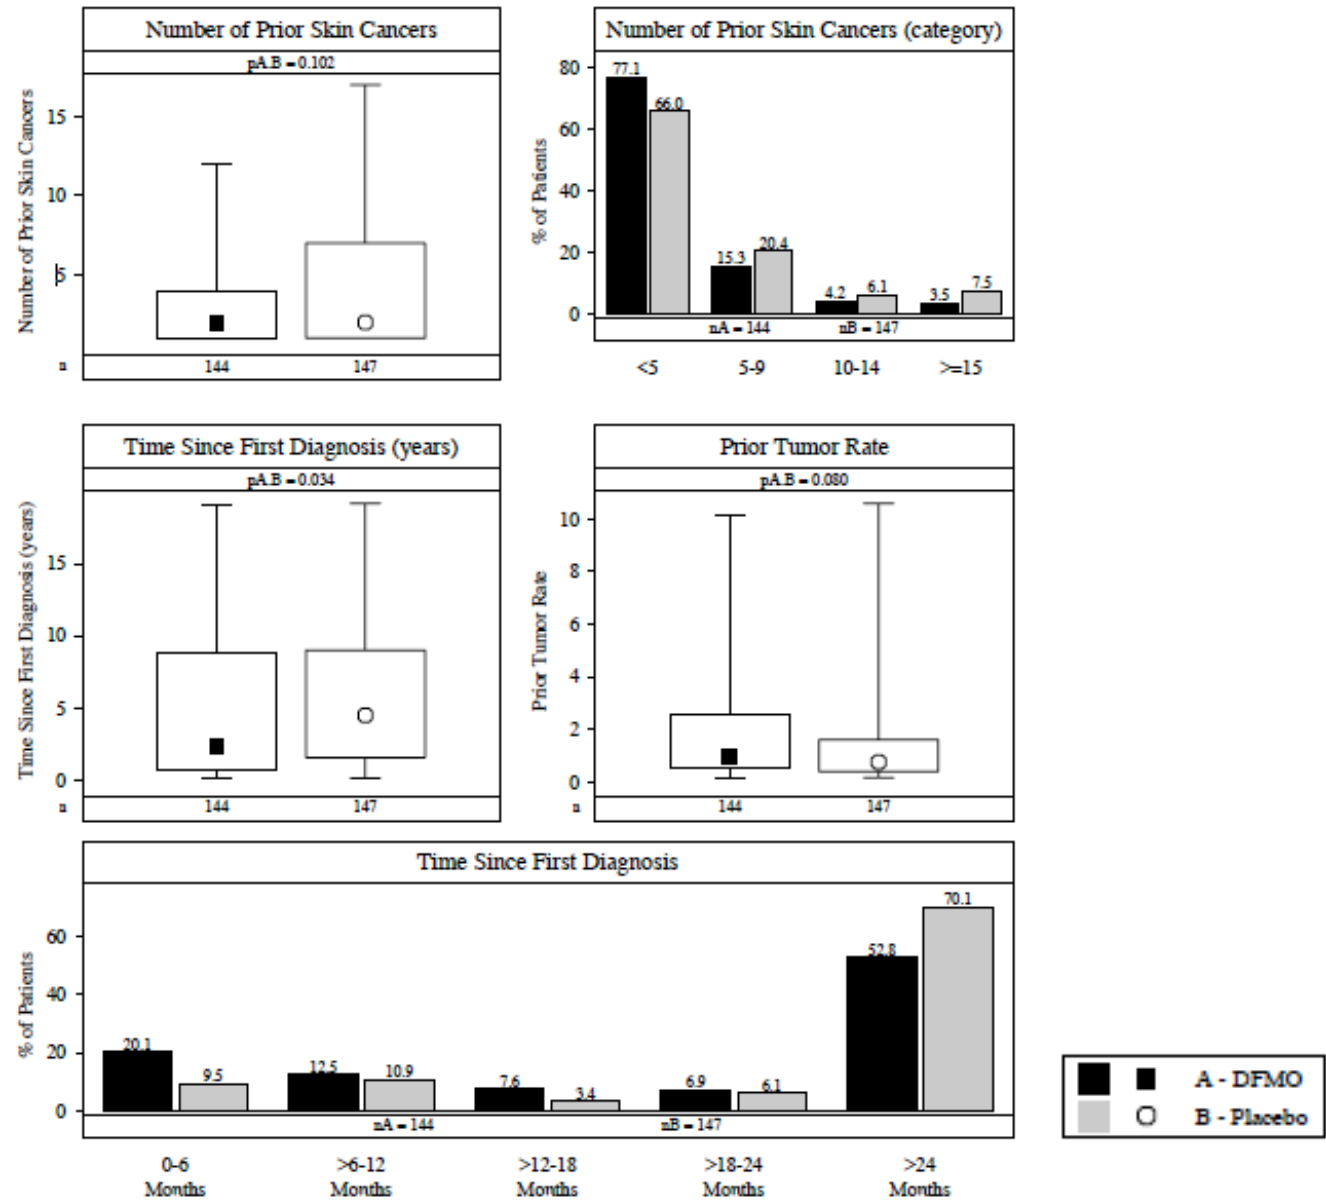 Number of Prior Skin Cancers
pA.B = 0.102
Number of Prior Skin Cancers
15
10
5
n 144 147
Number of Prior Skin Cancers (category)
% of Patients
80
60
40
20
0
77.1 66.0
15.3 20.4
4.2 6.1
3.5 7.5
nA = 144 nB = 147
<5 5-9 10-14 >=15
Time Since First Diagnosis (years)
pA.B = 0.034
Time Since First Diagnosis (years)
15
10
5
0
n 144 147
Prior Tumor Rate
pA.B = 0.080
Prior Tumor Rate
10
8
6
4
2
0
n 144 147
Time Since First Diagnosis
% of Patients
60
40
20
0
20.1 9.5
12.5 10.9
7.6 3.4
6.9 6.1
52.8 70.1
nA = 144 nB = 147
0-6 >6-12 >12-18 >18-24 >24
Months Months Months Months Months
A - DFMO
B - Placebo